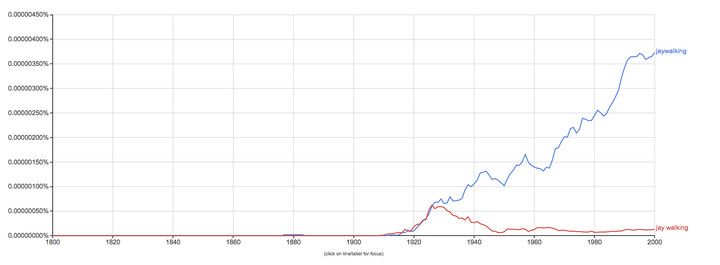 0.00000450%
0.00000400%
0.00000350%
0.00000300%
0.00000250%
0.00000200%
0.00000150%
0.00000100%
0.00000050%
0.00000000%
jaywalking
jay walking
1800 1820 1840 1860 1880 1900 1920 1940 1960 1980 2000
(click on line/label for focus)